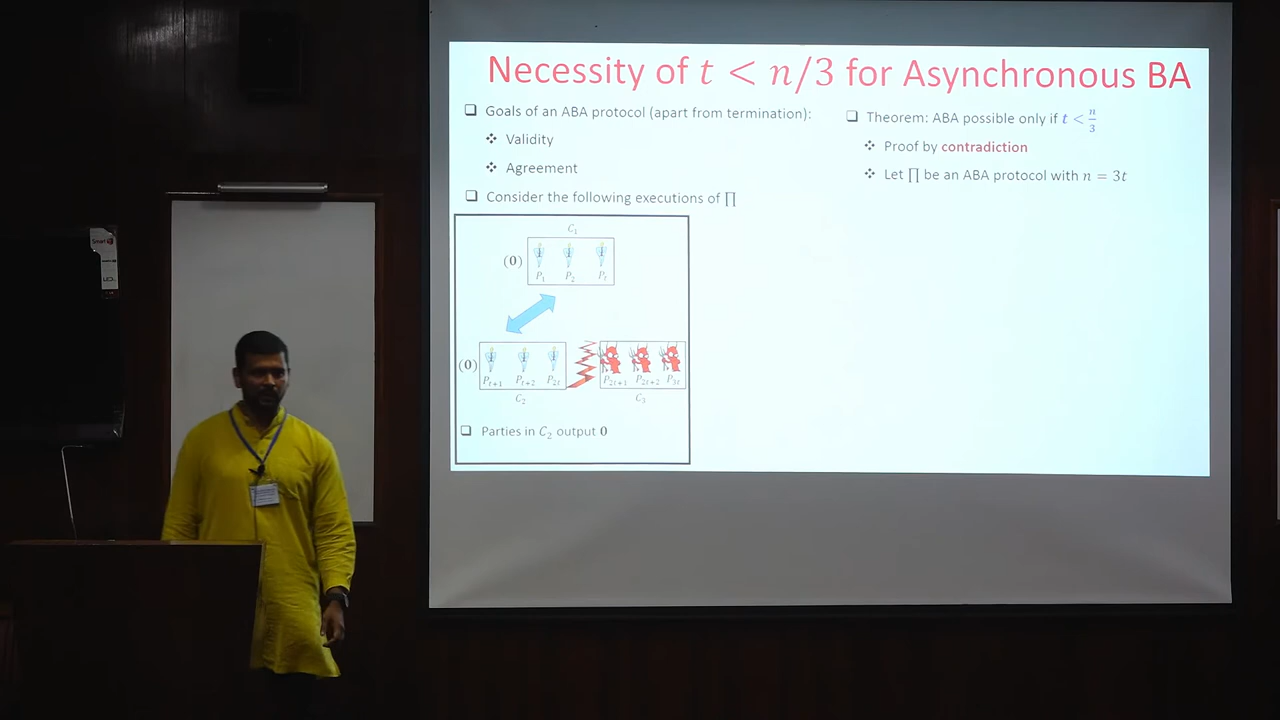 Necessity of t < n/3 for Asynchronous BA
❑ Goals of an ABA protocol (apart from termination):
❖ Validity
❖ Agreement
❑ Consider the following executions of ∏
C₁
(0)
P₁ P₂ Pₜ
(0)
Pₜ₊₁ Pₜ₊₂ P₂ₜ
C₂
P₂ₜ₊₁ P₂ₜ₊₂ P₃ₜ
C₃
❑ Parties in C₂ output 0
❑ Theorem: ABA possible only if t < n/3
❖ Proof by contradiction
❖ Let ∏ be an ABA protocol with n = 3t
Smart